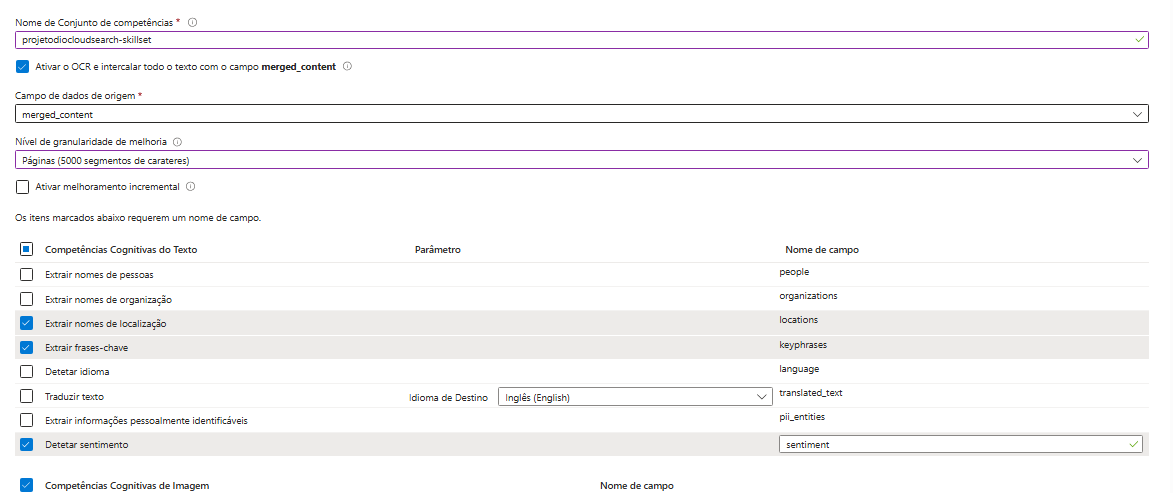 Nome de Conjunto de competências *
projetodiocloudsearch-skillset
Ativar o OCR e intercalar todo o texto com o campo merged_content
Campo de dados de origem *
merged_content
Nível de granularidade de melhoria
Páginas (5000 segmentos de carateres)
Ativar melhoramento incremental
Os itens marcados abaixo requerem um nome de campo.
Competências Cognitivas do Texto Parâmetro Nome de campo
Extrair nomes de pessoas people
Extrair nomes de organização organizations
Extrair nomes de localização locations
Extrair frases-chave keyphrases
Detetar idioma language
Traduzir texto Idioma de Destino Inglês (English) translated_text
Extrair informações pessoalmente identificáveis pii_entities
Detetar sentimento sentiment
Competências Cognitivas de Imagem Nome de campo